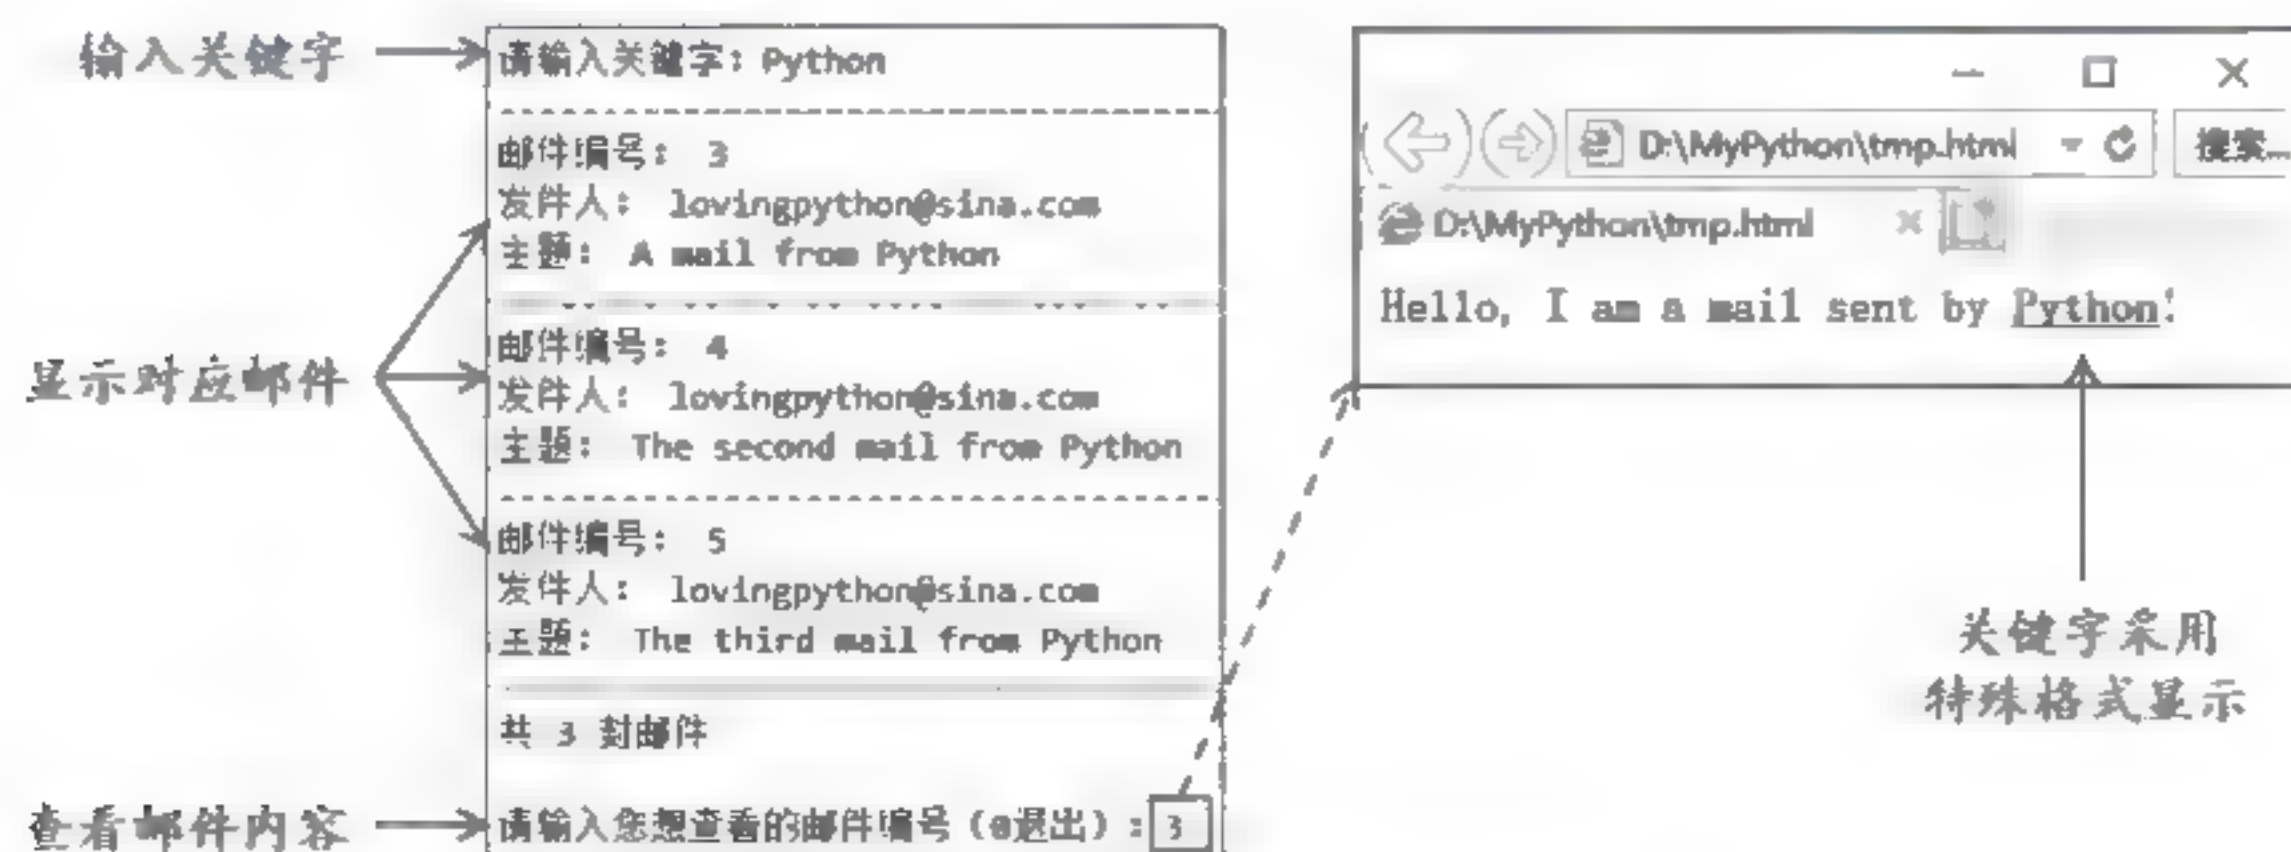 输入关键字
请输入关键字：Python
邮件编号： 3
发件人： lovingpython@sina.com
主题： A mail from Python
显示对应邮件
邮件编号： 4
发件人： lovingpython@sina.com
主题： The second mail from Python
邮件编号： 5
发件人： lovingpython@sina.com
主题： The third mail from Python
共 3 封邮件
查看邮件内容
请输入您想查看的邮件编号（0退出）：3
D:\MyPython\tmp.html
搜索...
D:\MyPython\tmp.html
Hello, I am a mail sent by Python!
关键字采用
特殊格式显示